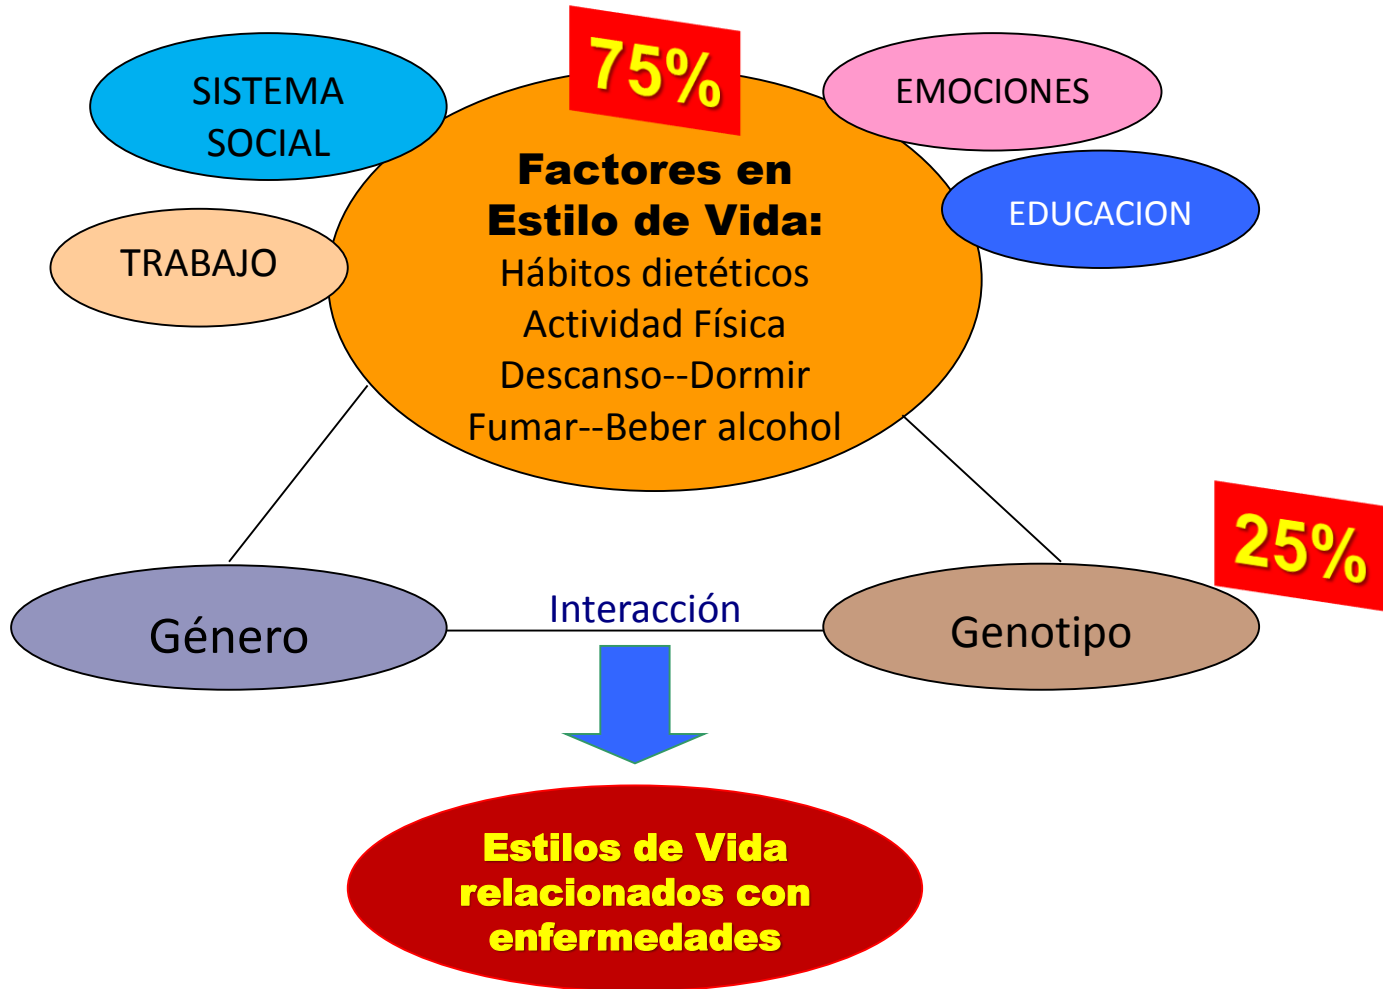 75%
SISTEMA
SOCIAL
EMOCIONES
EDUCACION
TRABAJO
Factores en
Estilo de Vida:
Hábitos dietéticos
Actividad Física
Descanso--Dormir
Fumar--Beber alcohol
25%
Género
Interacción
Genotipo
Estilos de Vida
relacionados con
enfermedades